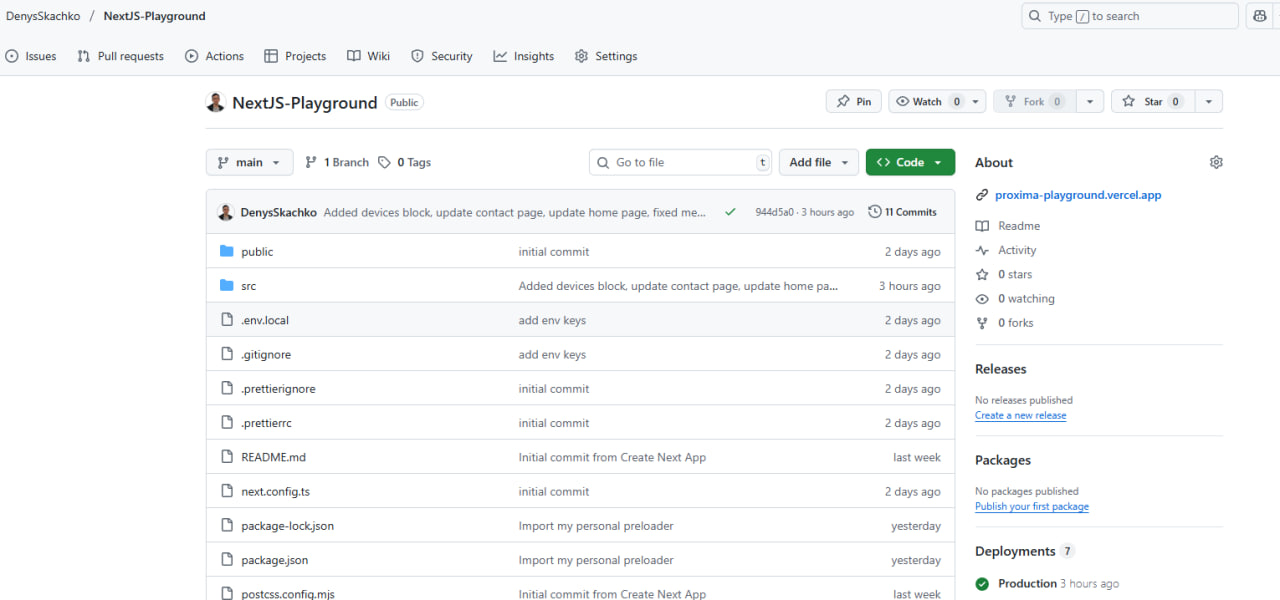 DenysSkachko / NextJS-Playground
Type / to search
Issues Pull requests Actions Projects Wiki Security Insights Settings
NextJS-Playground Public
Pin Watch 0 Fork 0 Star 0
main 1 Branch 0 Tags Go to file t Add file Code
DenysSkachko Added devices block, update contact page, update home page, fixed me... 944d5a0 · 3 hours ago 11 Commits
public initial commit 2 days ago
src Added devices block, update contact page, update home pa... 3 hours ago
.env.local add env keys 2 days ago
.gitignore add env keys 2 days ago
.prettierignore initial commit 2 days ago
.prettierrc initial commit 2 days ago
README.md Initial commit from Create Next App last week
next.config.ts initial commit 2 days ago
package-lock.json Import my personal preloader yesterday
package.json Import my personal preloader yesterday
postcss.config.mjs Initial commit from Create Next App last week
About
proxima-playground.vercel.app
Readme
Activity
0 stars
0 watching
0 forks
Releases
No releases published
Create a new release
Packages
No packages published
Publish your first package
Deployments 7
Production 3 hours ago